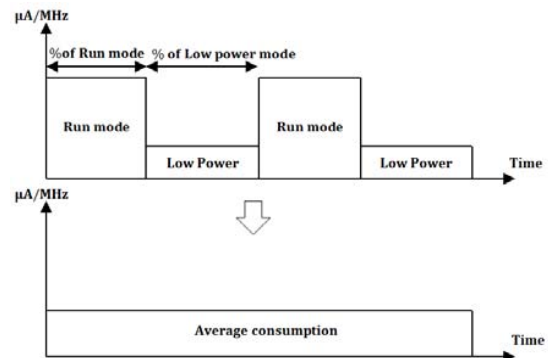 µA/MHz
%of Run mode % of Low power mode
Run mode Run mode
Low Power Low Power Time
µA/MHz
Average consumption
Time